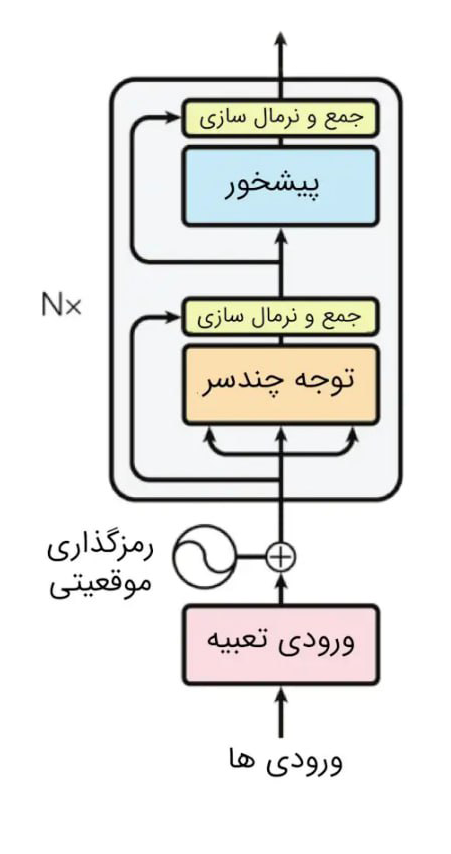 جمع و نرمال سازی
پیشخور
Nx
جمع و نرمال سازی
توجه چندسر
رمزگذاری
موقعیتی
ورودی تعبیه
ورودی ها